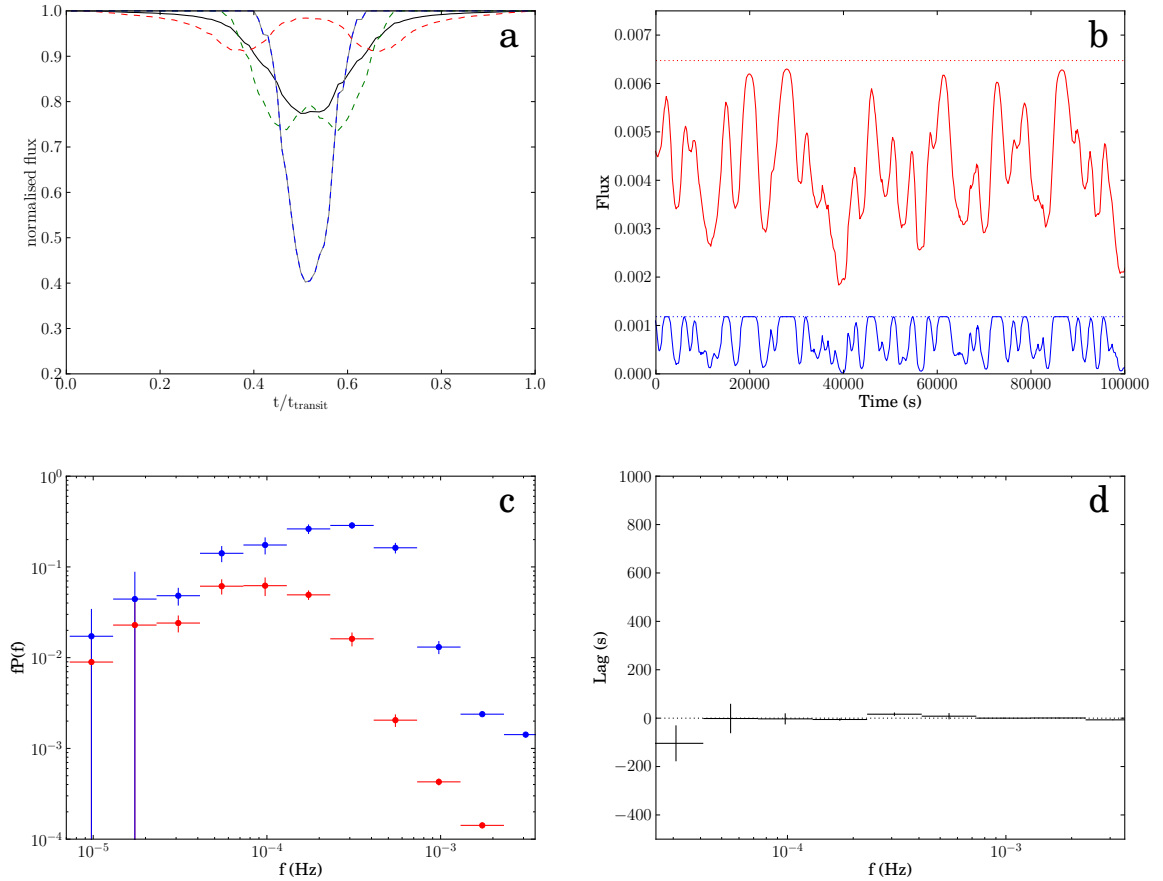 a
1.0
0.9
0.8
0.7
0.6
0.5
0.4
0.3
0.2
normalised flux
0.0 0.2 0.4 0.6 0.8 1.0
t/t_transit
b
0.007
0.006
0.005
0.004
0.003
0.002
0.001
0.000
Flux
0 20000 40000 60000 80000 100000
Time (s)
c
10^0
10^-1
10^-2
10^-3
10^-4
fP(f)
10^-5 10^-4 10^-3
f (Hz)
d
1000
800
600
400
200
0
−200
−400
Lag (s)
10^-4 10^-3
f (Hz)